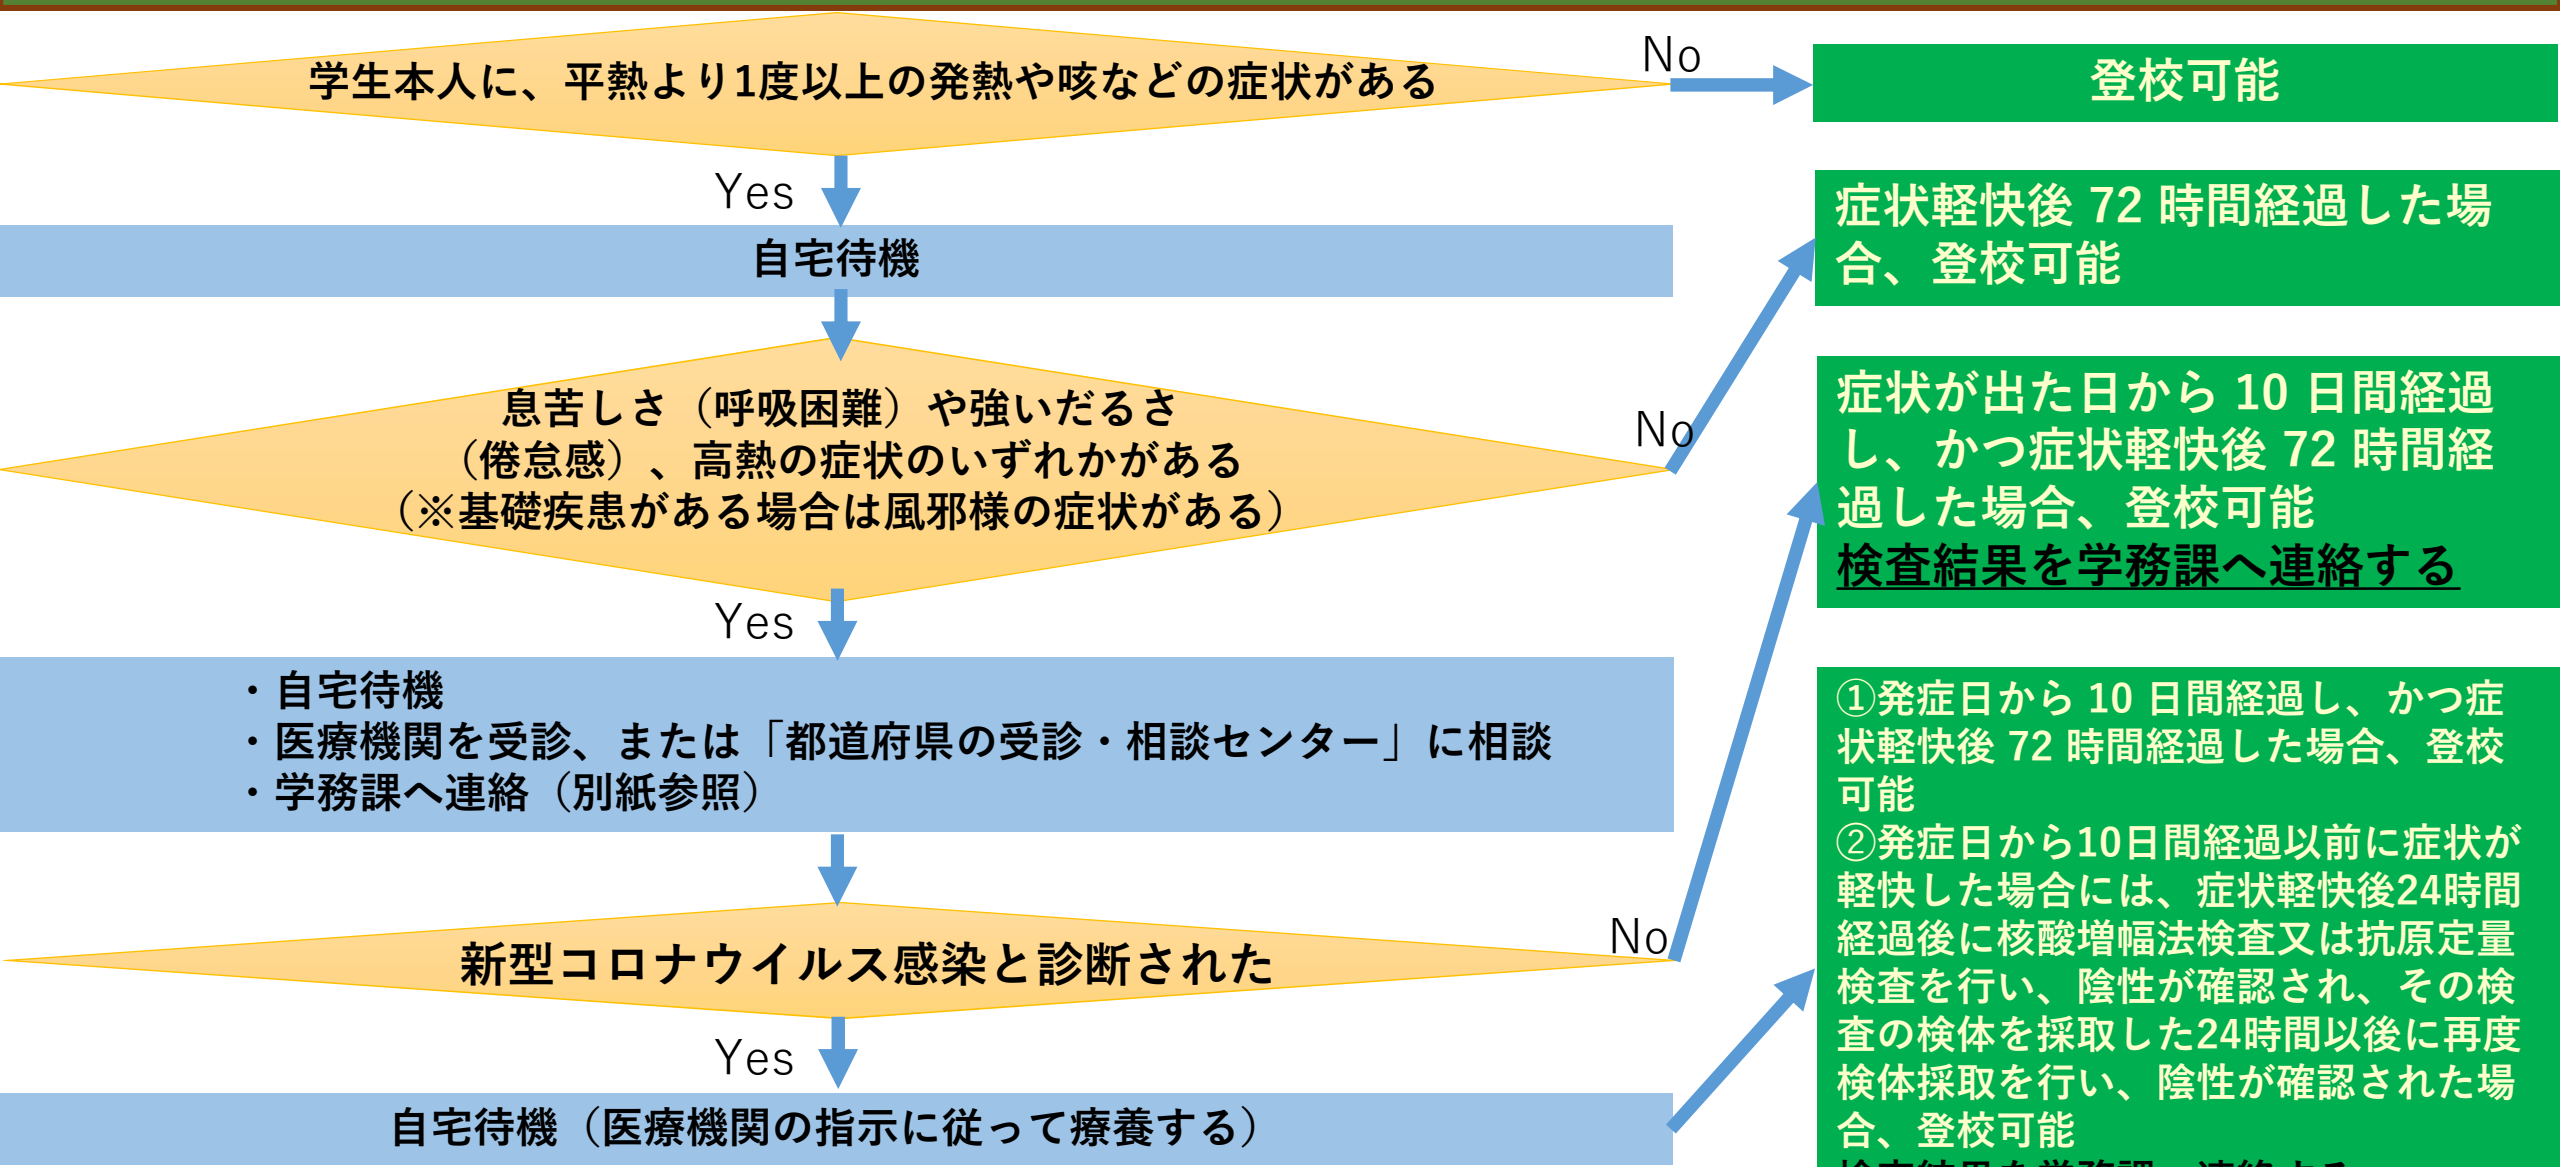 学生本人に、平熱より1度以上の発熱や咳などの症状がある
No
登校可能
Yes
自宅待機
症状軽快後 72 時間経過した場
合、登校可能
息苦しさ（呼吸困難）や強いだるさ
（倦怠感）、高熱の症状のいずれかがある
（※基礎疾患がある場合は風邪様の症状がある）
No
症状が出た日から 10 日間経過
し、かつ症状軽快後 72 時間経
過した場合、登校可能
検査結果を学務課へ連絡する
Yes
・自宅待機
・医療機関を受診、または「都道府県の受診・相談センター」に相談
・学務課へ連絡（別紙参照）
新型コロナウイルス感染と診断された
No
Yes
自宅待機（医療機関の指示に従って療養する）
①発症日から 10 日間経過し、かつ症
状軽快後 72 時間経過した場合、登校
可能
②発症日から10日間経過以前に症状が
軽快した場合には、症状軽快後24時間
経過後に核酸増幅法検査又は抗原定量
検査を行い、陰性が確認され、その検
査の検体を採取した24時間以後に再度
検体採取を行い、陰性が確認された場
合、登校可能